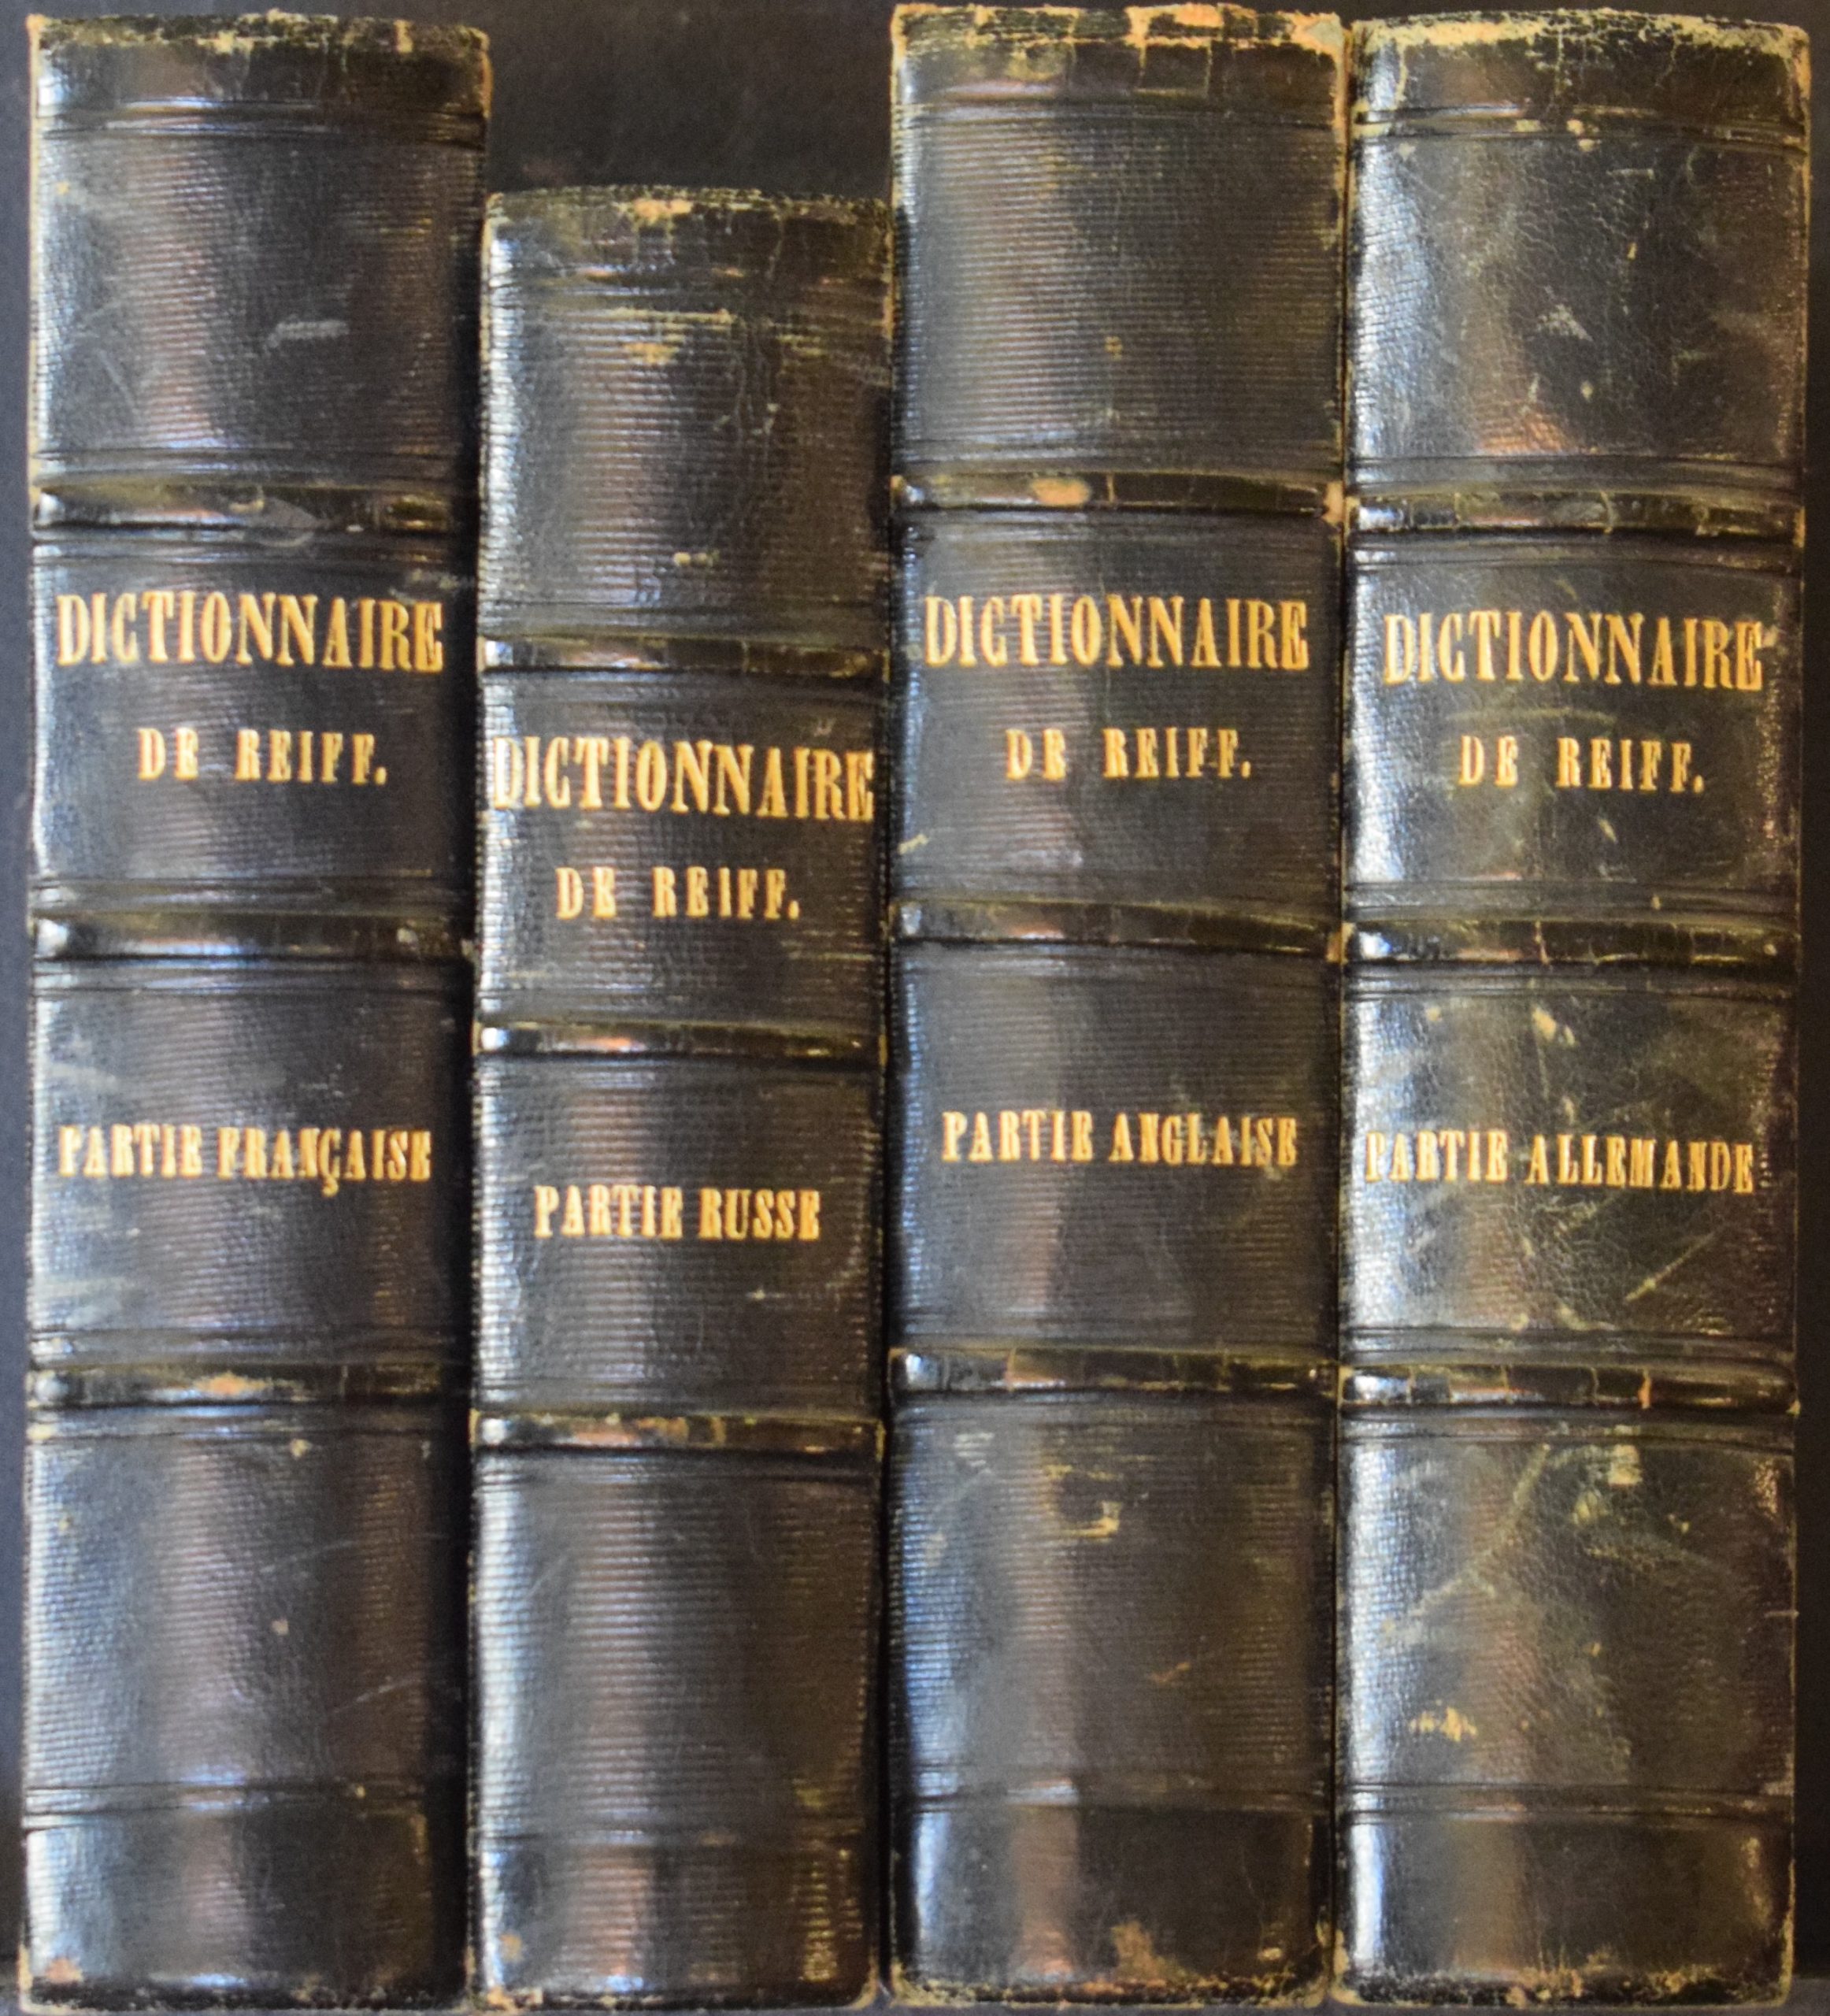 DICTIONNAIRE
DE REIFF.
PARTIE FRANÇAISE
DICTIONNAIRE
DE REIFF.
PARTIE RUSSE
DICTIONNAIRE
DE REIFF.
PARTIE ANGLAISE
DICTIONNAIRE
DE REIFF.
PARTIE ALLEMANDE